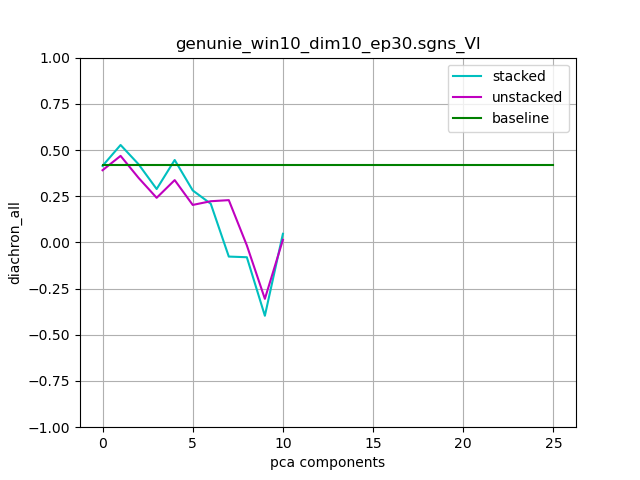 genunie_win10_dim10_ep30.sgns_VI
1.00
0.75
0.50
0.25
0.00
−0.25
−0.50
−0.75
−1.00
diachron_all
stacked
unstacked
baseline
0 5 10 15 20 25
pca components